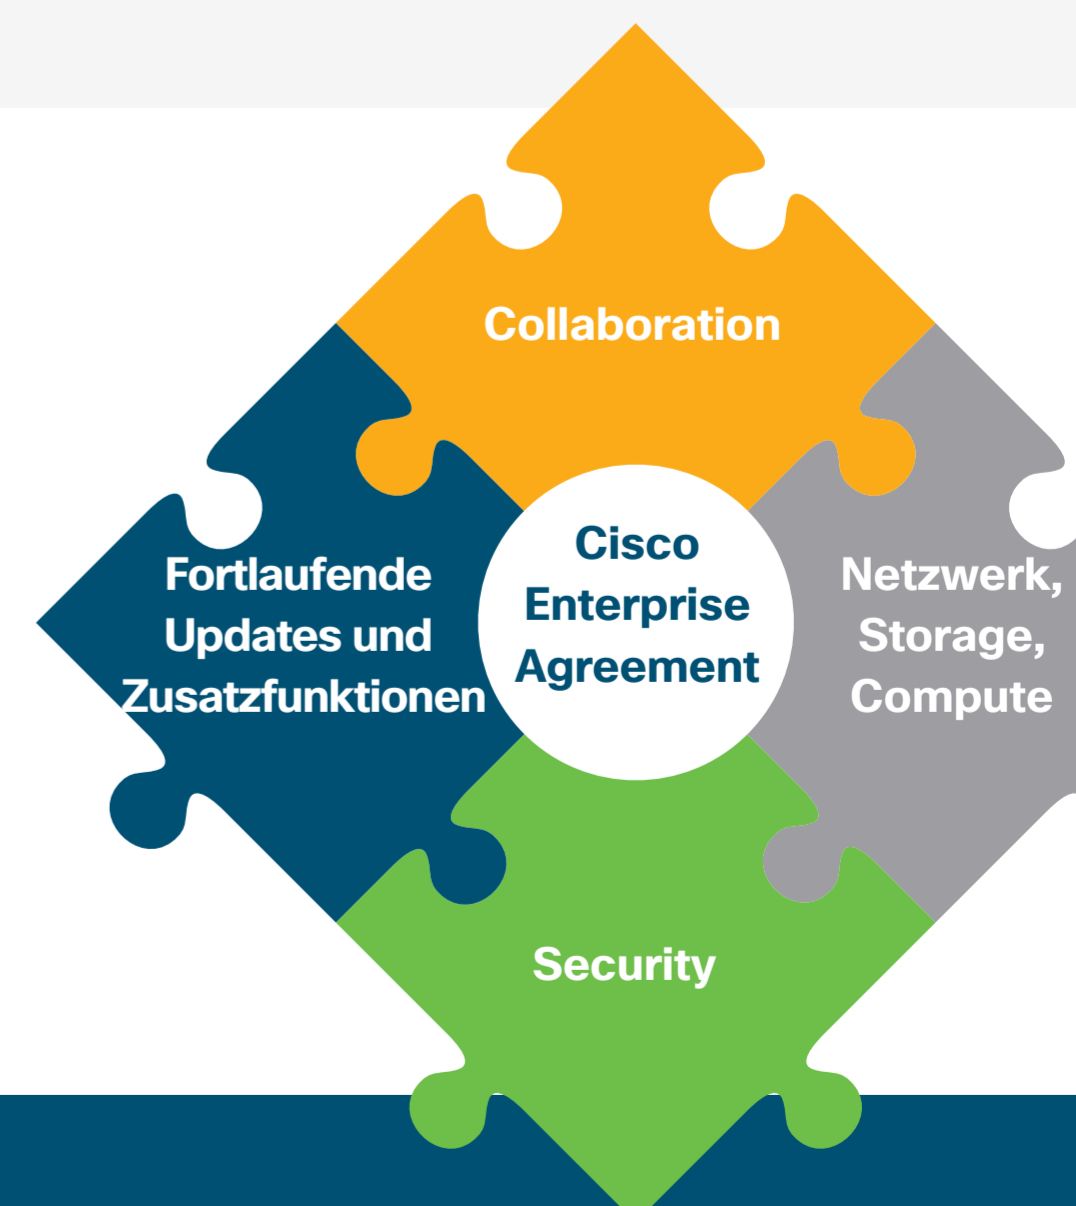 Collaboration
Fortlaufende
Updates und
Zusatzfunktionen
Cisco
Enterprise
Agreement
Netzwerk,
Storage,
Compute
Security